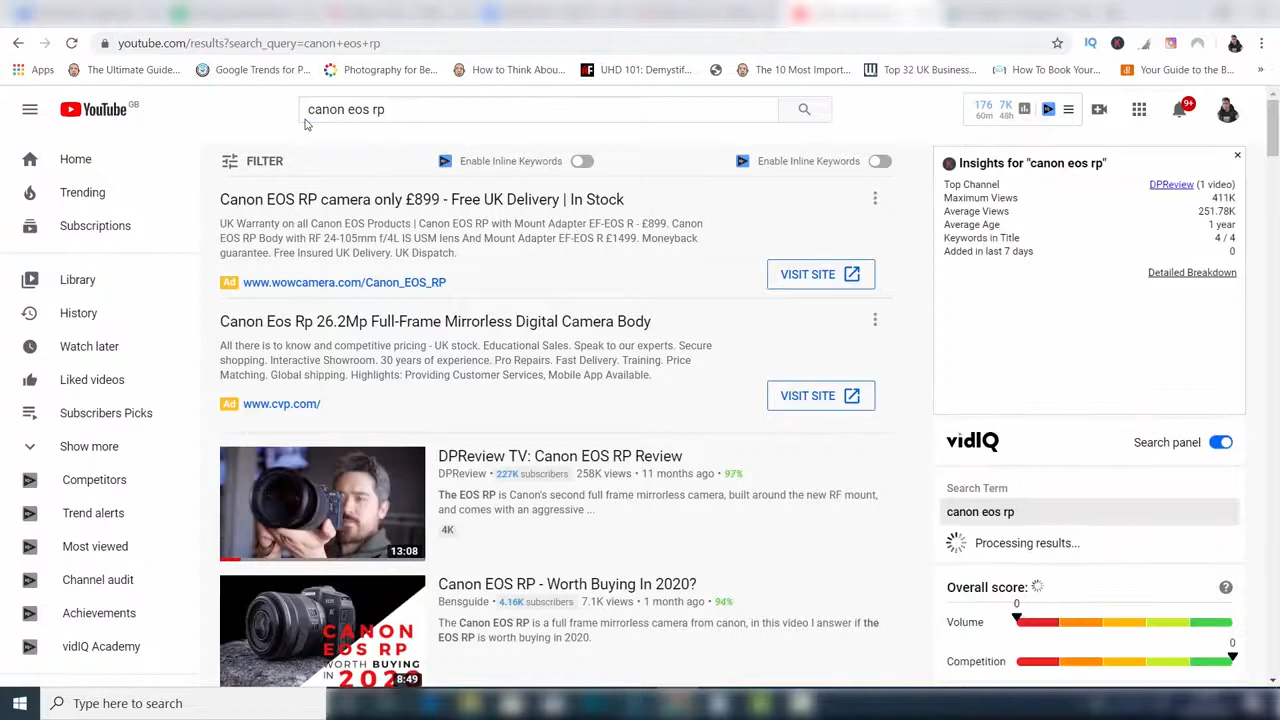 youtube.com/results?search_query=canon+eos+rp
IQ
K
Apps
The Ultimate Guide...
Google Trends for P...
Photography for Be...
How to Think Abou...
UHD 101: Demystif...
The 10 Most Import...
Top 32 UK Business...
How To Book Your...
Your Guide to the B...
»
YouTube GB
canon eos rp
176 7K
60m 48h
9+
Home
Trending
Subscriptions
Library
History
Watch later
Liked videos
Subscribers Picks
Show more
Competitors
Trend alerts
Most viewed
Channel audit
Achievements
vidIQ Academy
FILTER
Enable Inline Keywords
Enable Inline Keywords
Canon EOS RP camera only £899 - Free UK Delivery | In Stock
UK Warranty on all Canon EOS Products | Canon EOS RP with Mount Adapter EF-EOS R - £899. Canon
EOS RP Body with RF 24-105mm f/4L IS USM lens And Mount Adapter EF-EOS R £1499. Moneyback
guarantee. Free Insured UK Delivery. UK Dispatch.
Ad www.wowcamera.com/Canon_EOS_RP
VISIT SITE
Canon Eos Rp 26.2Mp Full-Frame Mirrorless Digital Camera Body
All there is to know and competitive pricing - UK stock. Educational Sales. Speak to our experts. Secure
shopping. Interactive Showroom. 30 years of experience. Pro Repairs. Fast Delivery. Training. Price
Matching. Global shipping. Highlights: Providing Customer Services, Mobile App Available.
Ad www.cvp.com/
VISIT SITE
13:08
DPReview TV: Canon EOS RP Review
DPReview • 227K subscribers • 258K views • 11 months ago • 97%
The EOS RP is Canon's second full frame mirrorless camera, built around the new RF mount,
and comes with an aggressive ...
4K
CANON
EOS RP
WORTH BUYING
IN 2020
8:49
Canon EOS RP - Worth Buying In 2020?
Bensguide • 4.16K subscribers • 7.1K views • 1 month ago • 94%
The Canon EOS RP is a full frame mirrorless camera from canon, in this video I answer if the
EOS RP is worth buying in 2020.
K Insights for "canon eos rp"
Top Channel DPReview (1 video)
Maximum Views 411K
Average Views 251.78K
Average Age 1 year
Keywords in Title 4 / 4
Added in last 7 days 0
Detailed Breakdown
vidIQ
Search panel
Search Term
canon eos rp
Processing results...
Overall score:
?
0
Volume
0
Competition
Type here to search